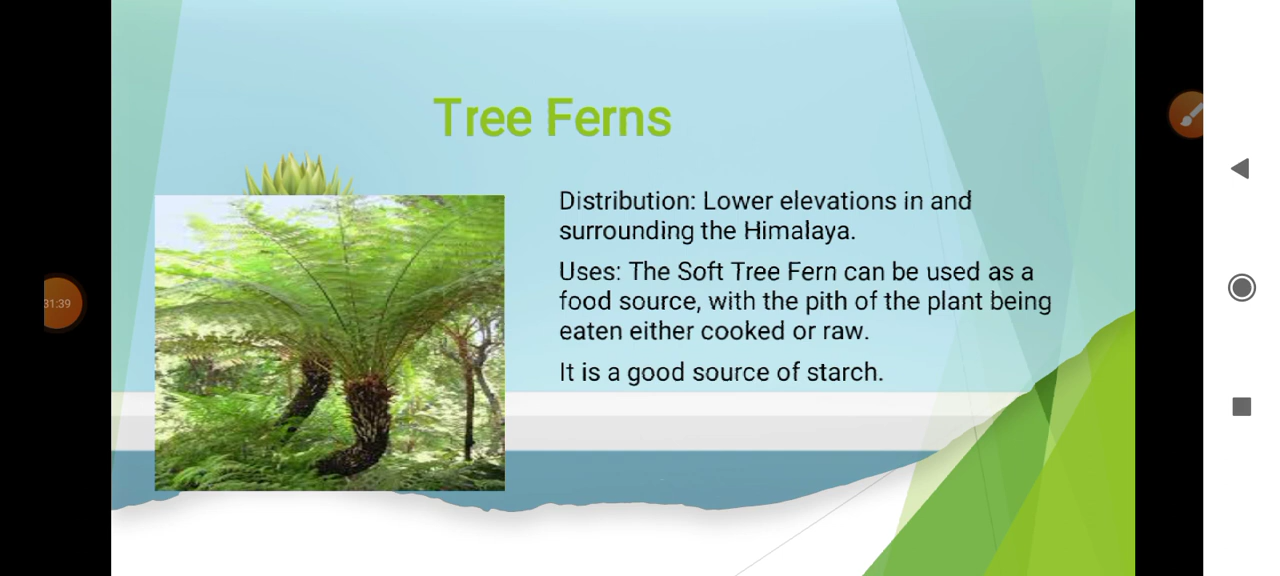 Tree Ferns
Distribution: Lower elevations in and
surrounding the Himalaya.
Uses: The Soft Tree Fern can be used as a
food source, with the pith of the plant being
eaten either cooked or raw.
It is a good source of starch.
31:39